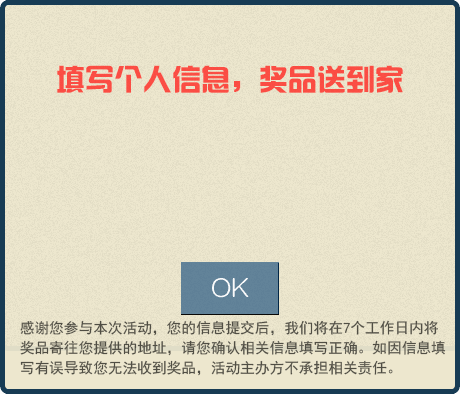 填写个人信息，奖品送到家
OK
感谢您参与本次活动，您的信息提交后，我们将在7个工作日内将
奖品寄往您提供的地址，请您确认相关信息填写正确。如因信息填
写有误导致您无法收到奖品，活动主办方不承担相关责任。